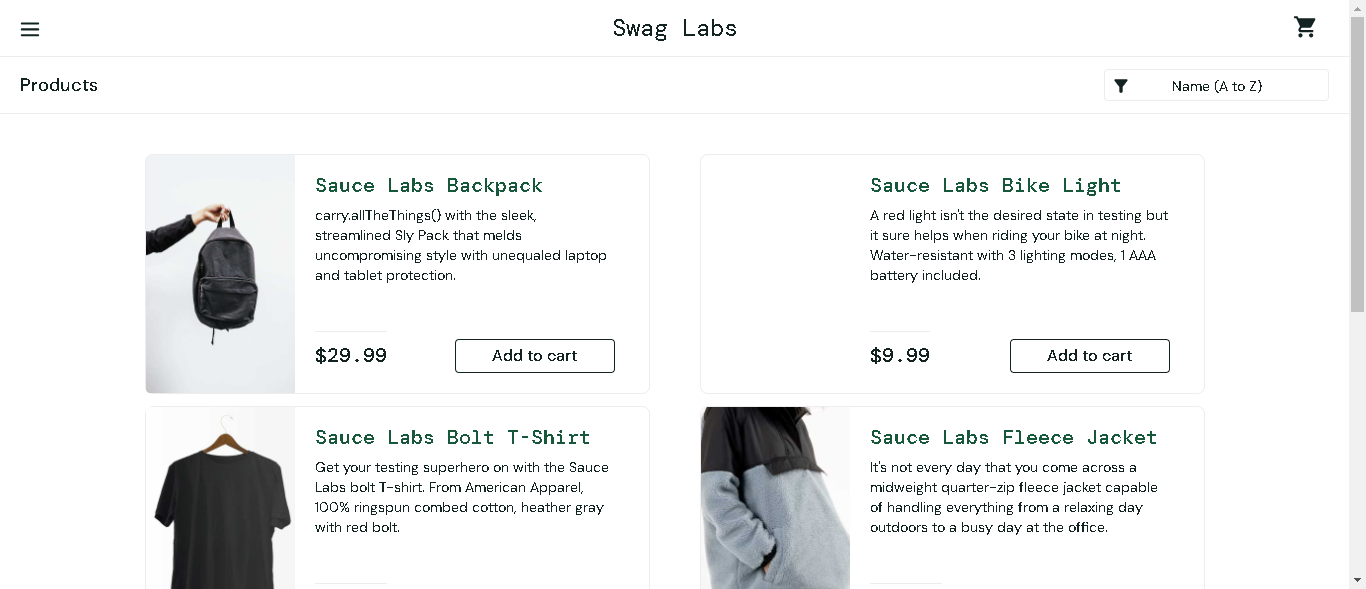 Swag Labs
Products
Name (A to Z)
Sauce Labs Backpack
carry.allTheThings() with the sleek,
streamlined Sly Pack that melds
uncompromising style with unequaled laptop
and tablet protection.
$29.99
Add to cart
Sauce Labs Bike Light
A red light isn't the desired state in testing but
it sure helps when riding your bike at night.
Water-resistant with 3 lighting modes, 1 AAA
battery included.
$9.99
Add to cart
Sauce Labs Bolt T-Shirt
Get your testing superhero on with the Sauce
Labs bolt T-shirt. From American Apparel,
100% ringspun combed cotton, heather gray
with red bolt.
Sauce Labs Fleece Jacket
It's not every day that you come across a
midweight quarter-zip fleece jacket capable
of handling everything from a relaxing day
outdoors to a busy day at the office.